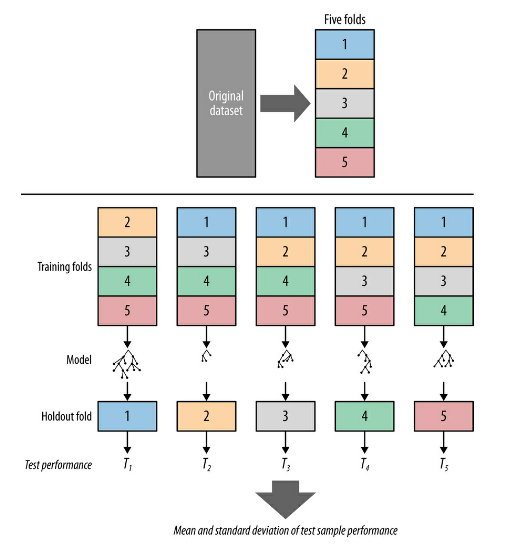 Five folds
Original
dataset
1
2
3
4
5
2 1 1 1 1
3 3 2 2 2
Training folds
4 4 4 3 3
5 5 5 5 4
Model
Holdout fold 1 2 3 4 5
Test performance T1 T2 T3 T4 T5
Mean and standard deviation of test sample performance